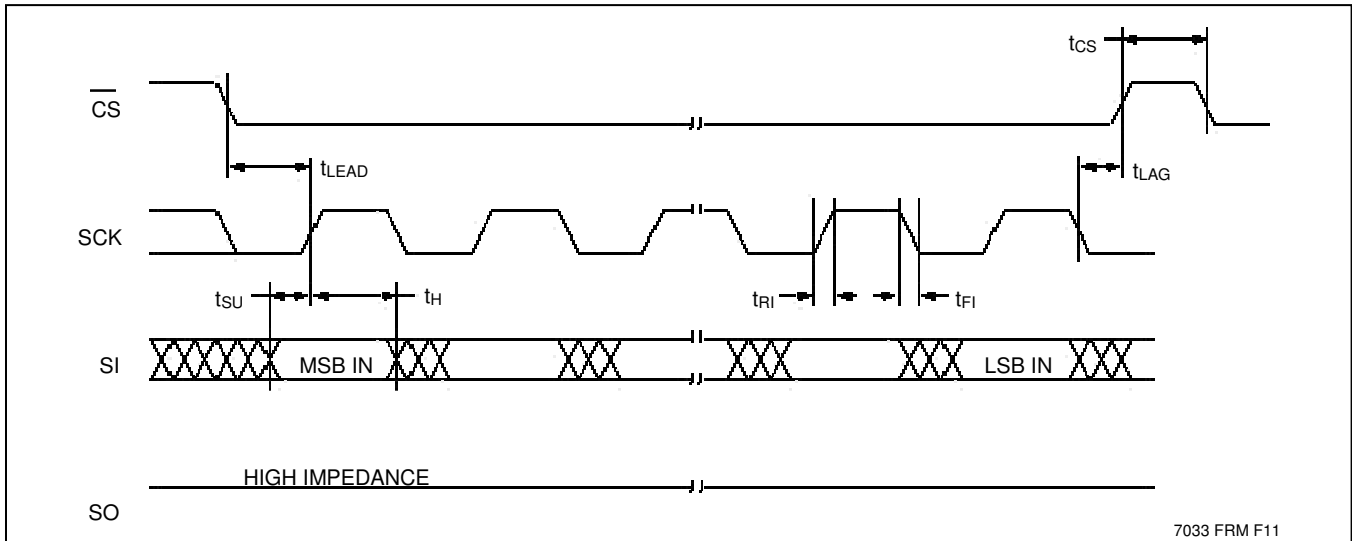 tCS
CS
tLEAD
tLAG
SCK
tSU
tH
tRI
tFI
SI
MSB IN
LSB IN
HIGH IMPEDANCE
SO
7033 FRM F11